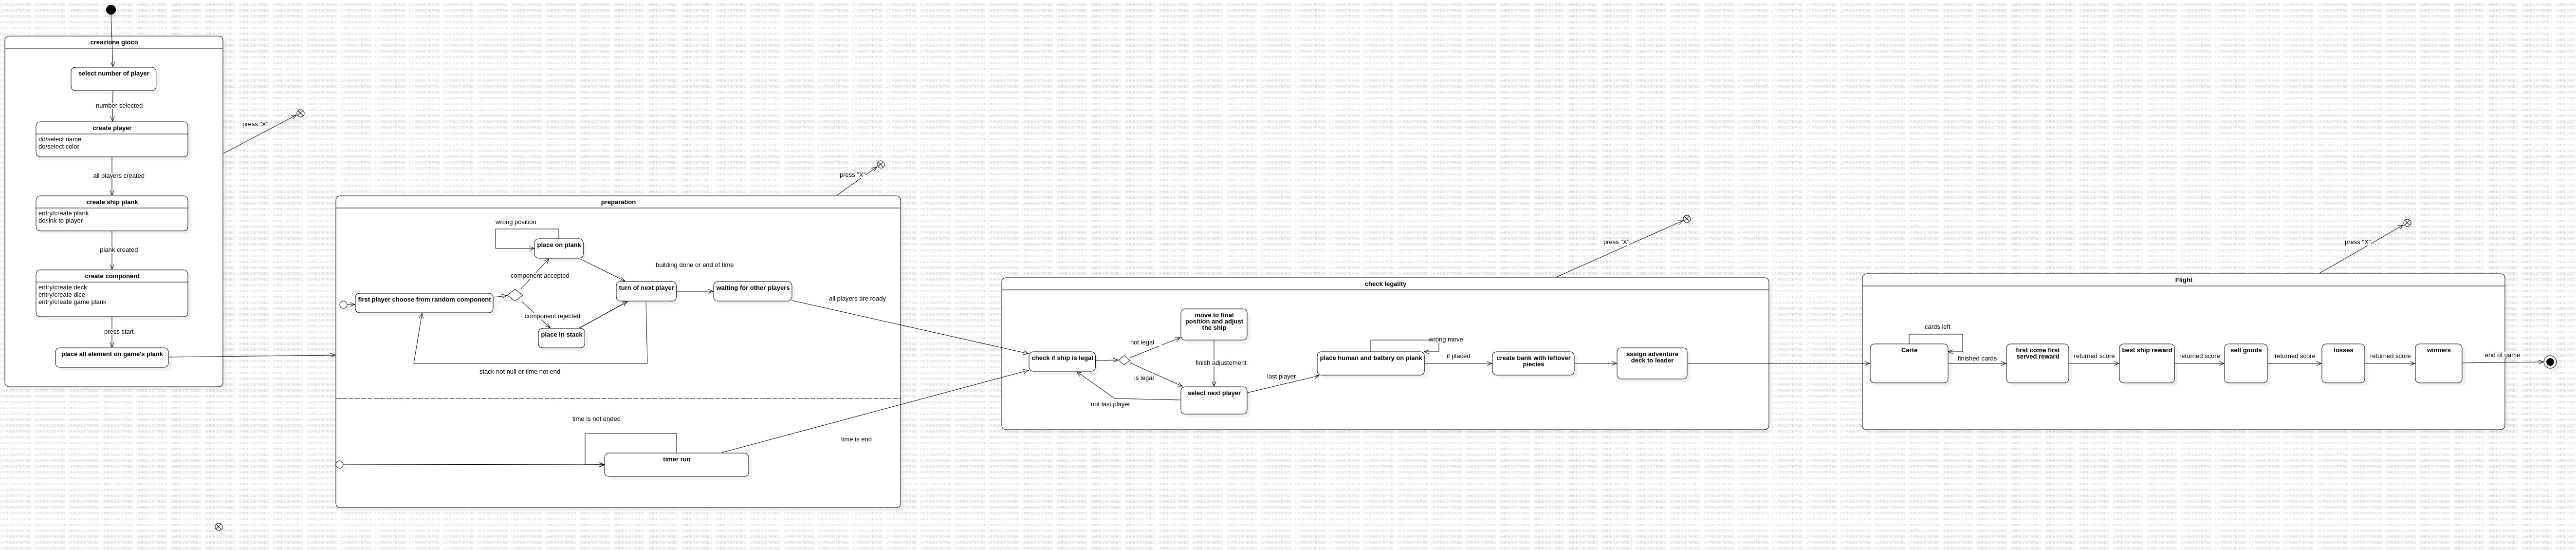 creazione gioco
select number of player
number selected
create player
do/select name
do/select color
all players created
create ship plank
entry/create plank
do/link to player
plank created
create component
entry/create deck
entry/create dice
entry/create game plank
press start
place all element on game's plank
press "X"
preparation
press "X"
wrong position
place on plank
component accepted
first player choose from random component
component rejected
place in stack
turn of next player
building done or end of time
waiting for other players
all players are ready
stack not null or time not end
time is not ended
timer run
time is end
check legality
press "X"
check if ship is legal
not legal
move to final
position and adjust
the ship
finish adjustement
is legal
select next player
not last player
last player
place human and battery on plank
wrong move
if placed
create bank with leftover
piecies
assign adventure
deck to leader
Flight
press "X"
cards left
Carte
finished cards
first come first
served reward
returned score
best ship reward
returned score
sell goods
returned score
losses
returned score
winners
end of game